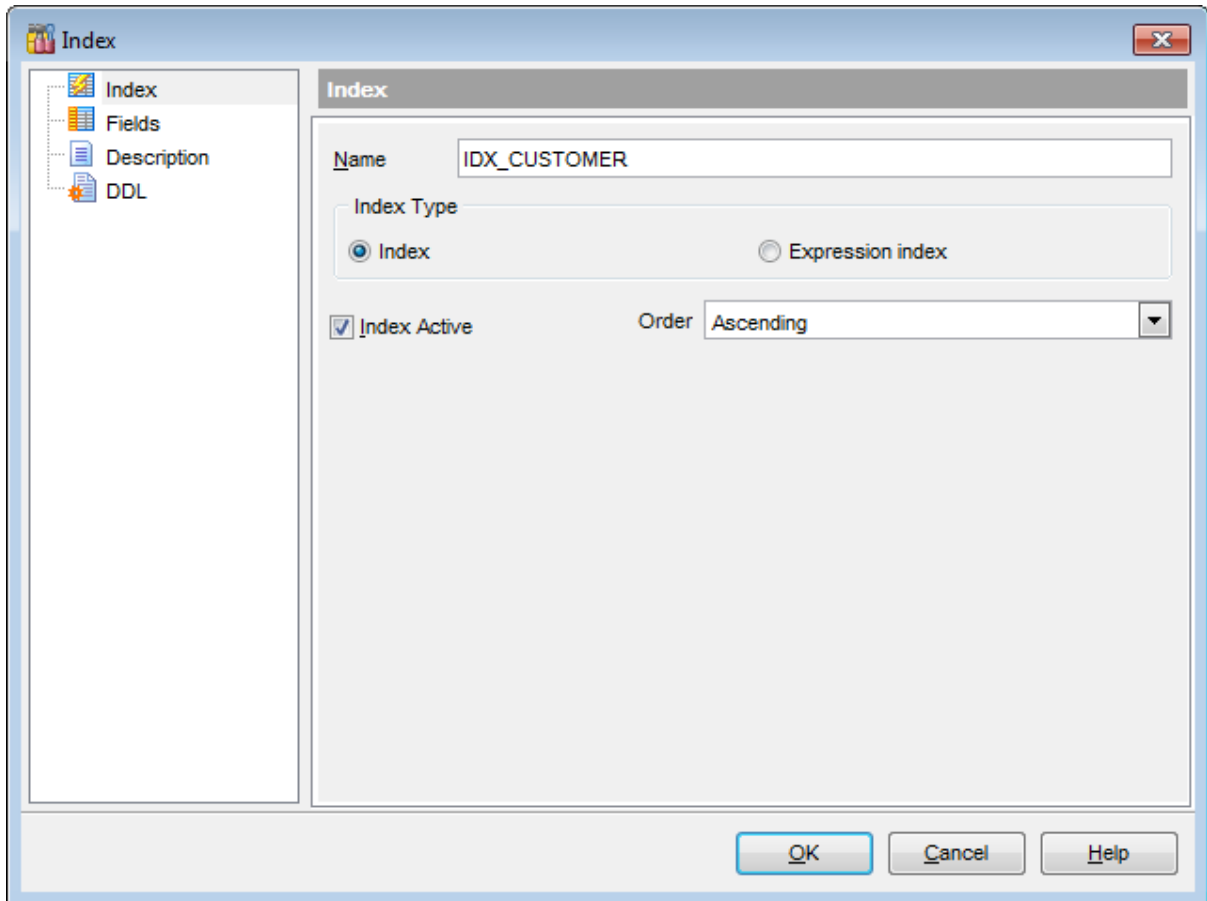 Index
Index
Fields
Description
DDL
Index
Name IDX_CUSTOMER
Index Type
Index Expression index
Index Active Order Ascending
OK Cancel Help